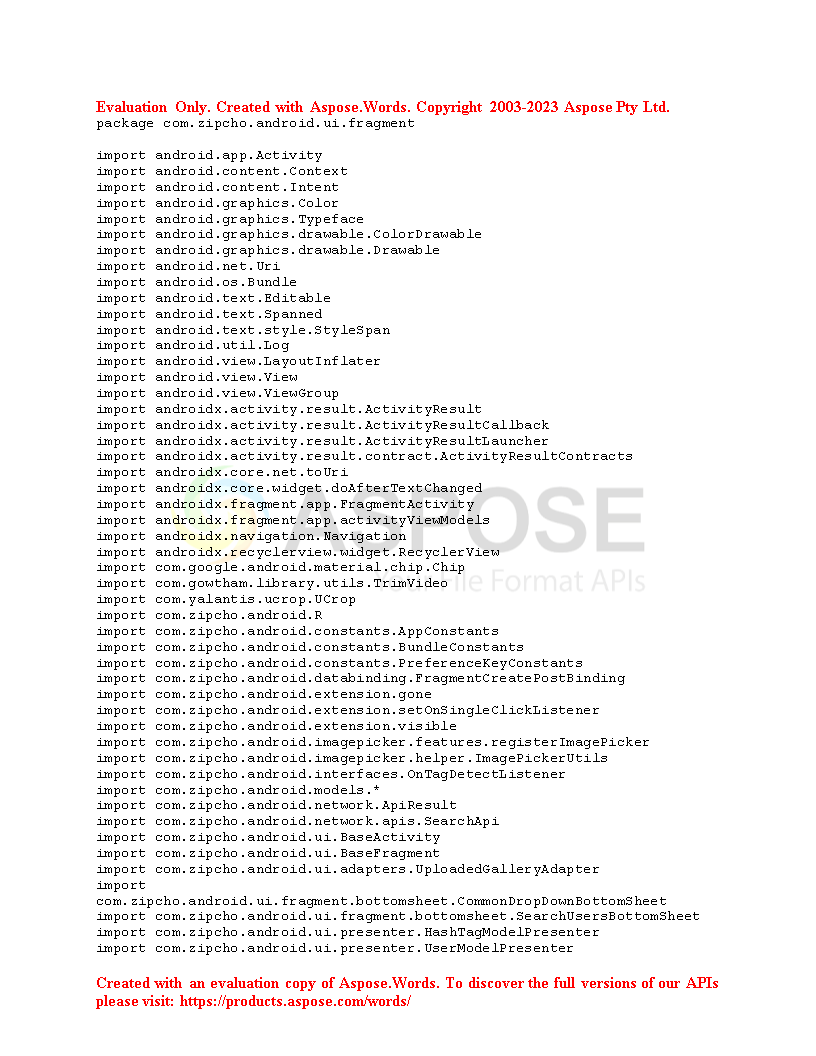 Evaluation Only. Created with Aspose.Words. Copyright 2003-2023 Aspose Pty Ltd.
package com.zipcho.android.ui.fragment
import android.app.Activity
import android.content.Context
import android.content.Intent
import android.graphics.Color
import android.graphics.Typeface
import android.graphics.drawable.ColorDrawable
import android.graphics.drawable.Drawable
import android.net.Uri
import android.os.Bundle
import android.text.Editable
import android.text.Spanned
import android.text.style.StyleSpan
import android.util.Log
import android.view.LayoutInflater
import android.view.View
import android.view.ViewGroup
import androidx.activity.result.ActivityResult
import androidx.activity.result.ActivityResultCallback
import androidx.activity.result.ActivityResultLauncher
import androidx.activity.result.contract.ActivityResultContracts
import androidx.core.net.toUri
import androidx.core.widget.doAfterTextChanged
import androidx.fragment.app.FragmentActivity
import androidx.fragment.app.activityViewModels
import androidx.navigation.Navigation
import androidx.recyclerview.widget.RecyclerView
ASPOSE
import com.google.android.material.chip.Chip
import com.gowtham.library.utils.TrimVideo
File Format APIs
import com.yalantis.ucrop.UCrop
import com.zipcho.android.R
import com.zipcho.android.constants.AppConstants
import com.zipcho.android.constants.BundleConstants
import com.zipcho.android.constants.PreferenceKeyConstants
import com.zipcho.android.databinding.FragmentCreatePostBinding
import com.zipcho.android.extension.gone
import com.zipcho.android.extension.setOnSingleClickListener
import com.zipcho.android.extension.visible
import com.zipcho.android.imagepicker.features.registerImagePicker
import com.zipcho.android.imagepicker.helper.ImagePickerUtils
import com.zipcho.android.interfaces.OnTagDetectListener
import com.zipcho.android.models.*
import com.zipcho.android.network.ApiResult
import com.zipcho.android.network.apis.SearchApi
import com.zipcho.android.ui.BaseActivity
import com.zipcho.android.ui.BaseFragment
import com.zipcho.android.ui.adapters.UploadedGalleryAdapter
import
com.zipcho.android.ui.fragment.bottomsheet.CommonDropDownBottomSheet
import com.zipcho.android.ui.fragment.bottomsheet.SearchUsersBottomSheet
import com.zipcho.android.ui.presenter.HashTagModelPresenter
import com.zipcho.android.ui.presenter.UserModelPresenter
Created with an evaluation copy of Aspose.Words. To discover the full versions of our APIs
please visit: https://products.aspose.com/words/